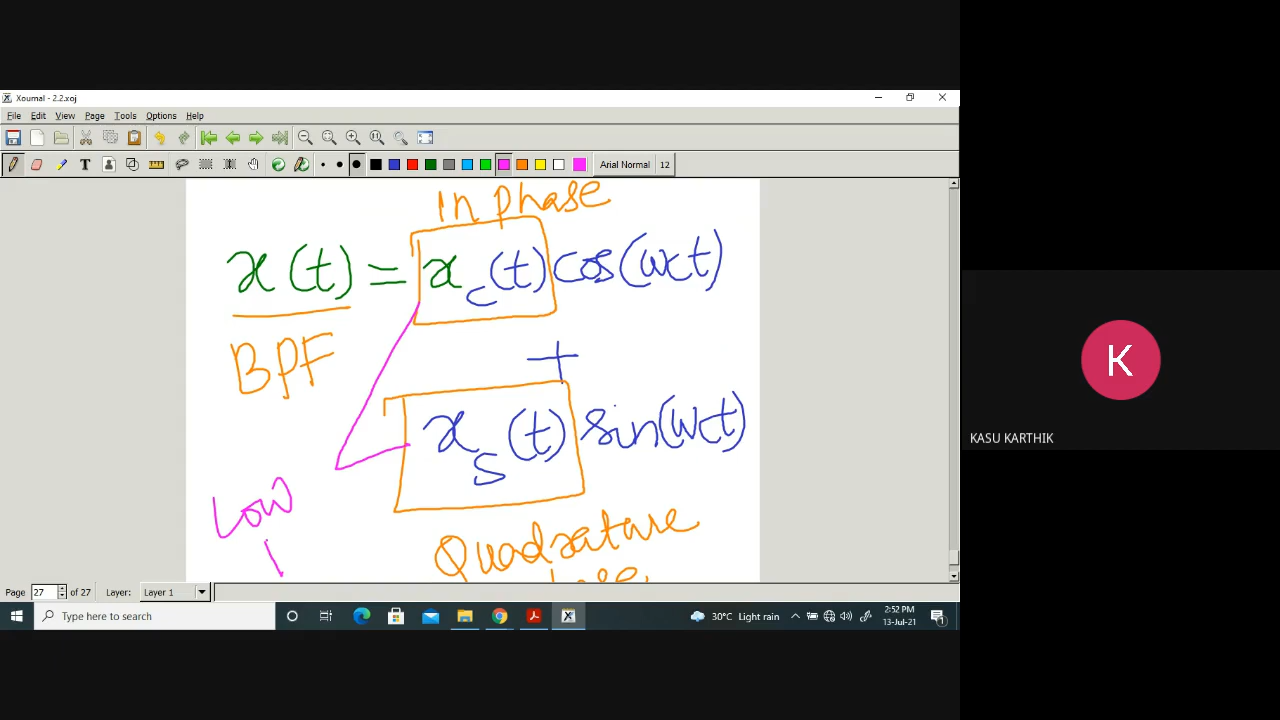 Xournal - 2.2.xoj
File Edit View Page Tools Options Help
Arial Normal 12
In phase
x(t) = x_c(t) cos(wct)
BPF
+
x_s(t) sin(wct)
Low
Quadrature
K
KASU KARTHIK
Page 27 of 27 Layer: Layer 1
Type here to search
30°C Light rain
2:52 PM
13-Jul-21